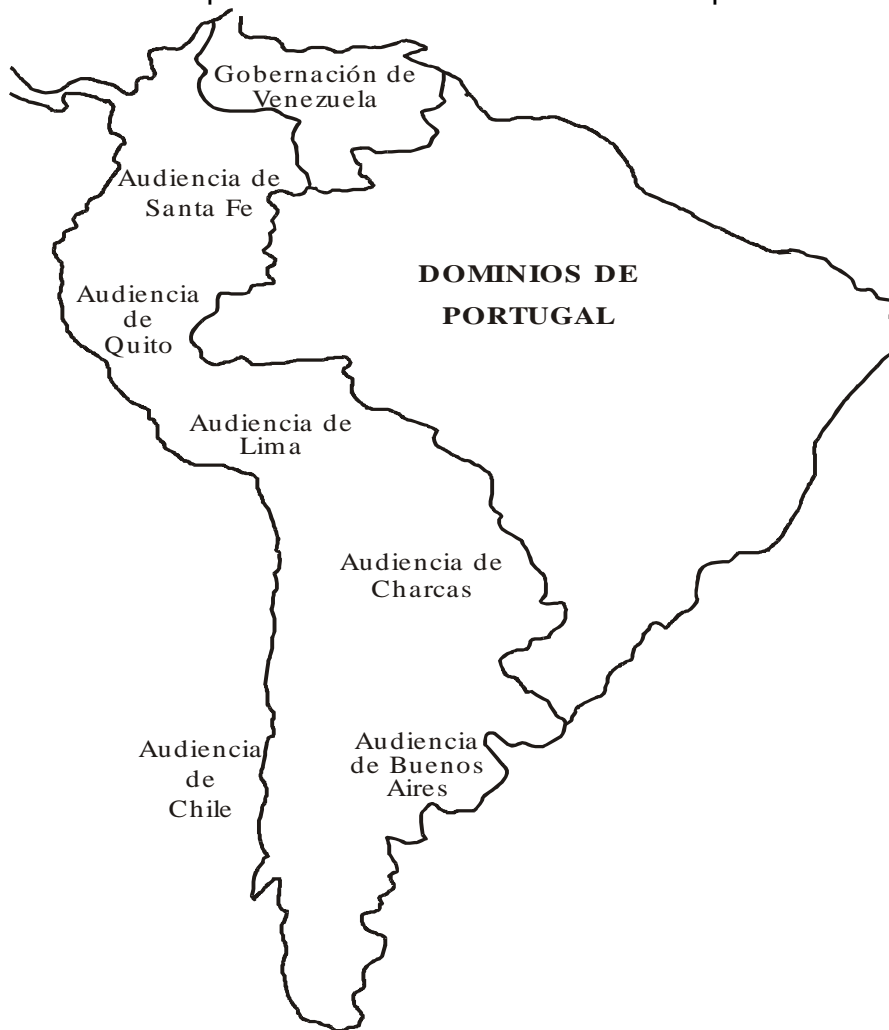 Gobernación de
Venezuela
Audiencia de
Santa Fe
DOMINIOS DE
PORTUGAL
Audiencia
de
Quito
Audiencia de
Lima
Audiencia de
Charcas
Audiencia
de
Chile
Audiencia
de Buenos
Aires